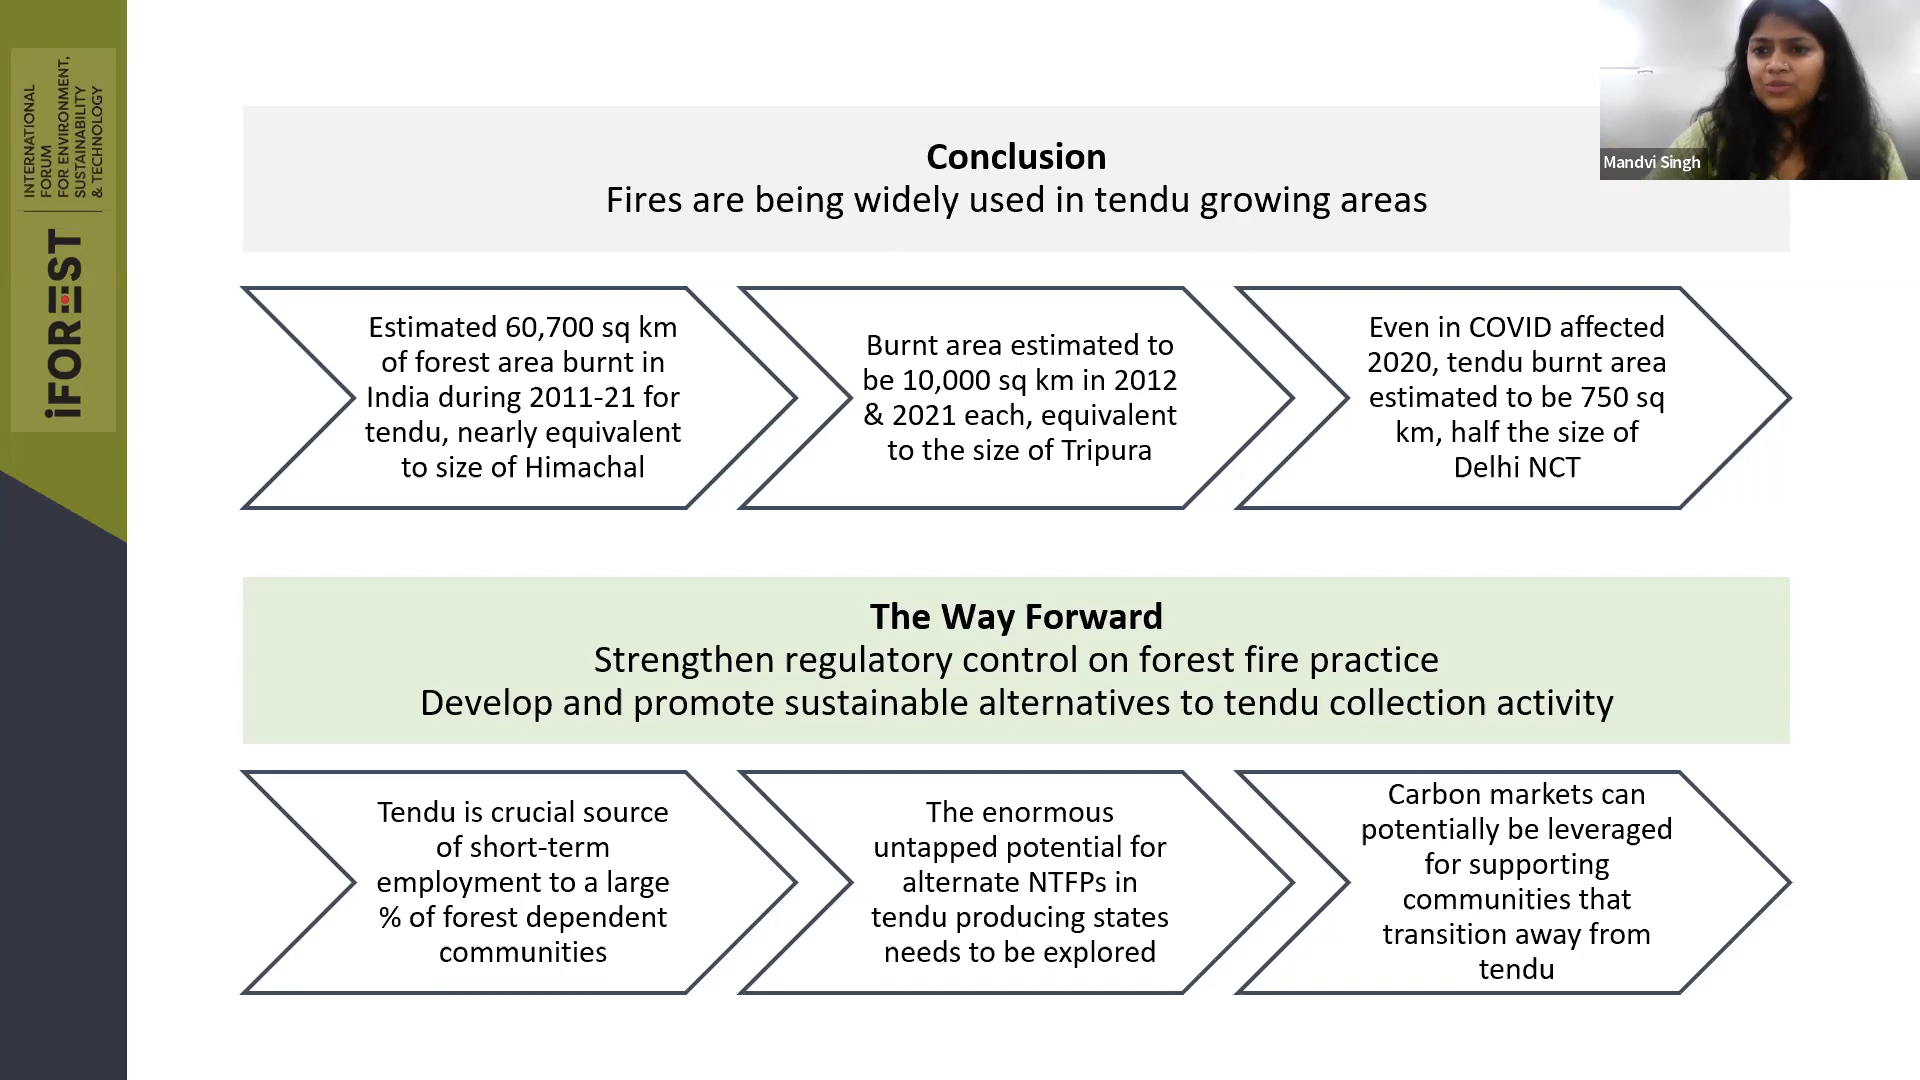 INTERNATIONAL
FORUM
FOR ENVIRONMENT,
SUSTAINABILITY
& TECHNOLOGY
iFOREST
Mandvi Singh
Conclusion
Fires are being widely used in tendu growing areas
Estimated 60,700 sq km
of forest area burnt in
India during 2011-21 for
tendu, nearly equivalent
to size of Himachal
Burnt area estimated to
be 10,000 sq km in 2012
& 2021 each, equivalent
to the size of Tripura
Even in COVID affected
2020, tendu burnt area
estimated to be 750 sq
km, half the size of
Delhi NCT
The Way Forward
Strengthen regulatory control on forest fire practice
Develop and promote sustainable alternatives to tendu collection activity
Tendu is crucial source
of short-term
employment to a large
% of forest dependent
communities
The enormous
untapped potential for
alternate NTFPs in
tendu producing states
needs to be explored
Carbon markets can
potentially be leveraged
for supporting
communities that
transition away from
tendu